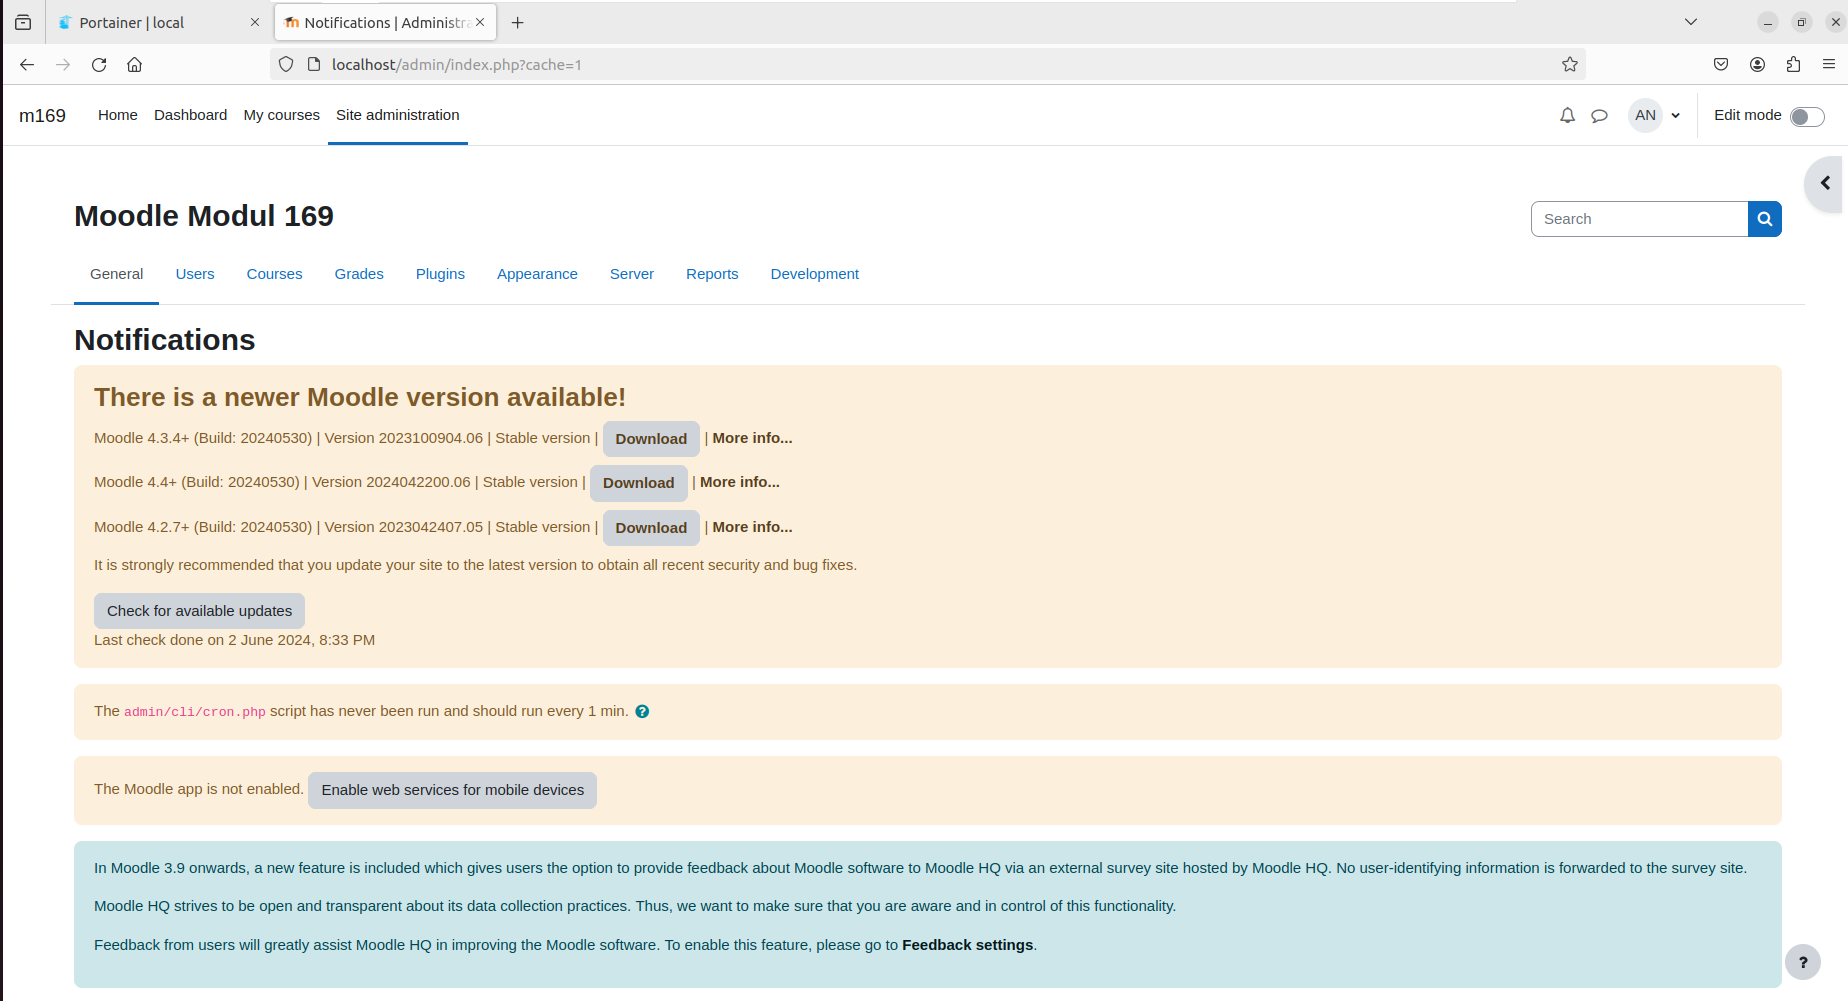 Portainer | local
Notifications | Administra
localhost/admin/index.php?cache=1
m169 Home Dashboard My courses Site administration AN Edit mode
Moodle Modul 169
Search
General Users Courses Grades Plugins Appearance Server Reports Development
Notifications
There is a newer Moodle version available!
Moodle 4.3.4+ (Build: 20240530) | Version 2023100904.06 | Stable version | Download | More info...
Moodle 4.4+ (Build: 20240530) | Version 2024042200.06 | Stable version | Download | More info...
Moodle 4.2.7+ (Build: 20240530) | Version 2023042407.05 | Stable version | Download | More info...
It is strongly recommended that you update your site to the latest version to obtain all recent security and bug fixes.
Check for available updates
Last check done on 2 June 2024, 8:33 PM
The admin/cli/cron.php script has never been run and should run every 1 min. ?
The Moodle app is not enabled. Enable web services for mobile devices
In Moodle 3.9 onwards, a new feature is included which gives users the option to provide feedback about Moodle software to Moodle HQ via an external survey site hosted by Moodle HQ. No user-identifying information is forwarded to the survey site.
Moodle HQ strives to be open and transparent about its data collection practices. Thus, we want to make sure that you are aware and in control of this functionality.
Feedback from users will greatly assist Moodle HQ in improving the Moodle software. To enable this feature, please go to Feedback settings.
?